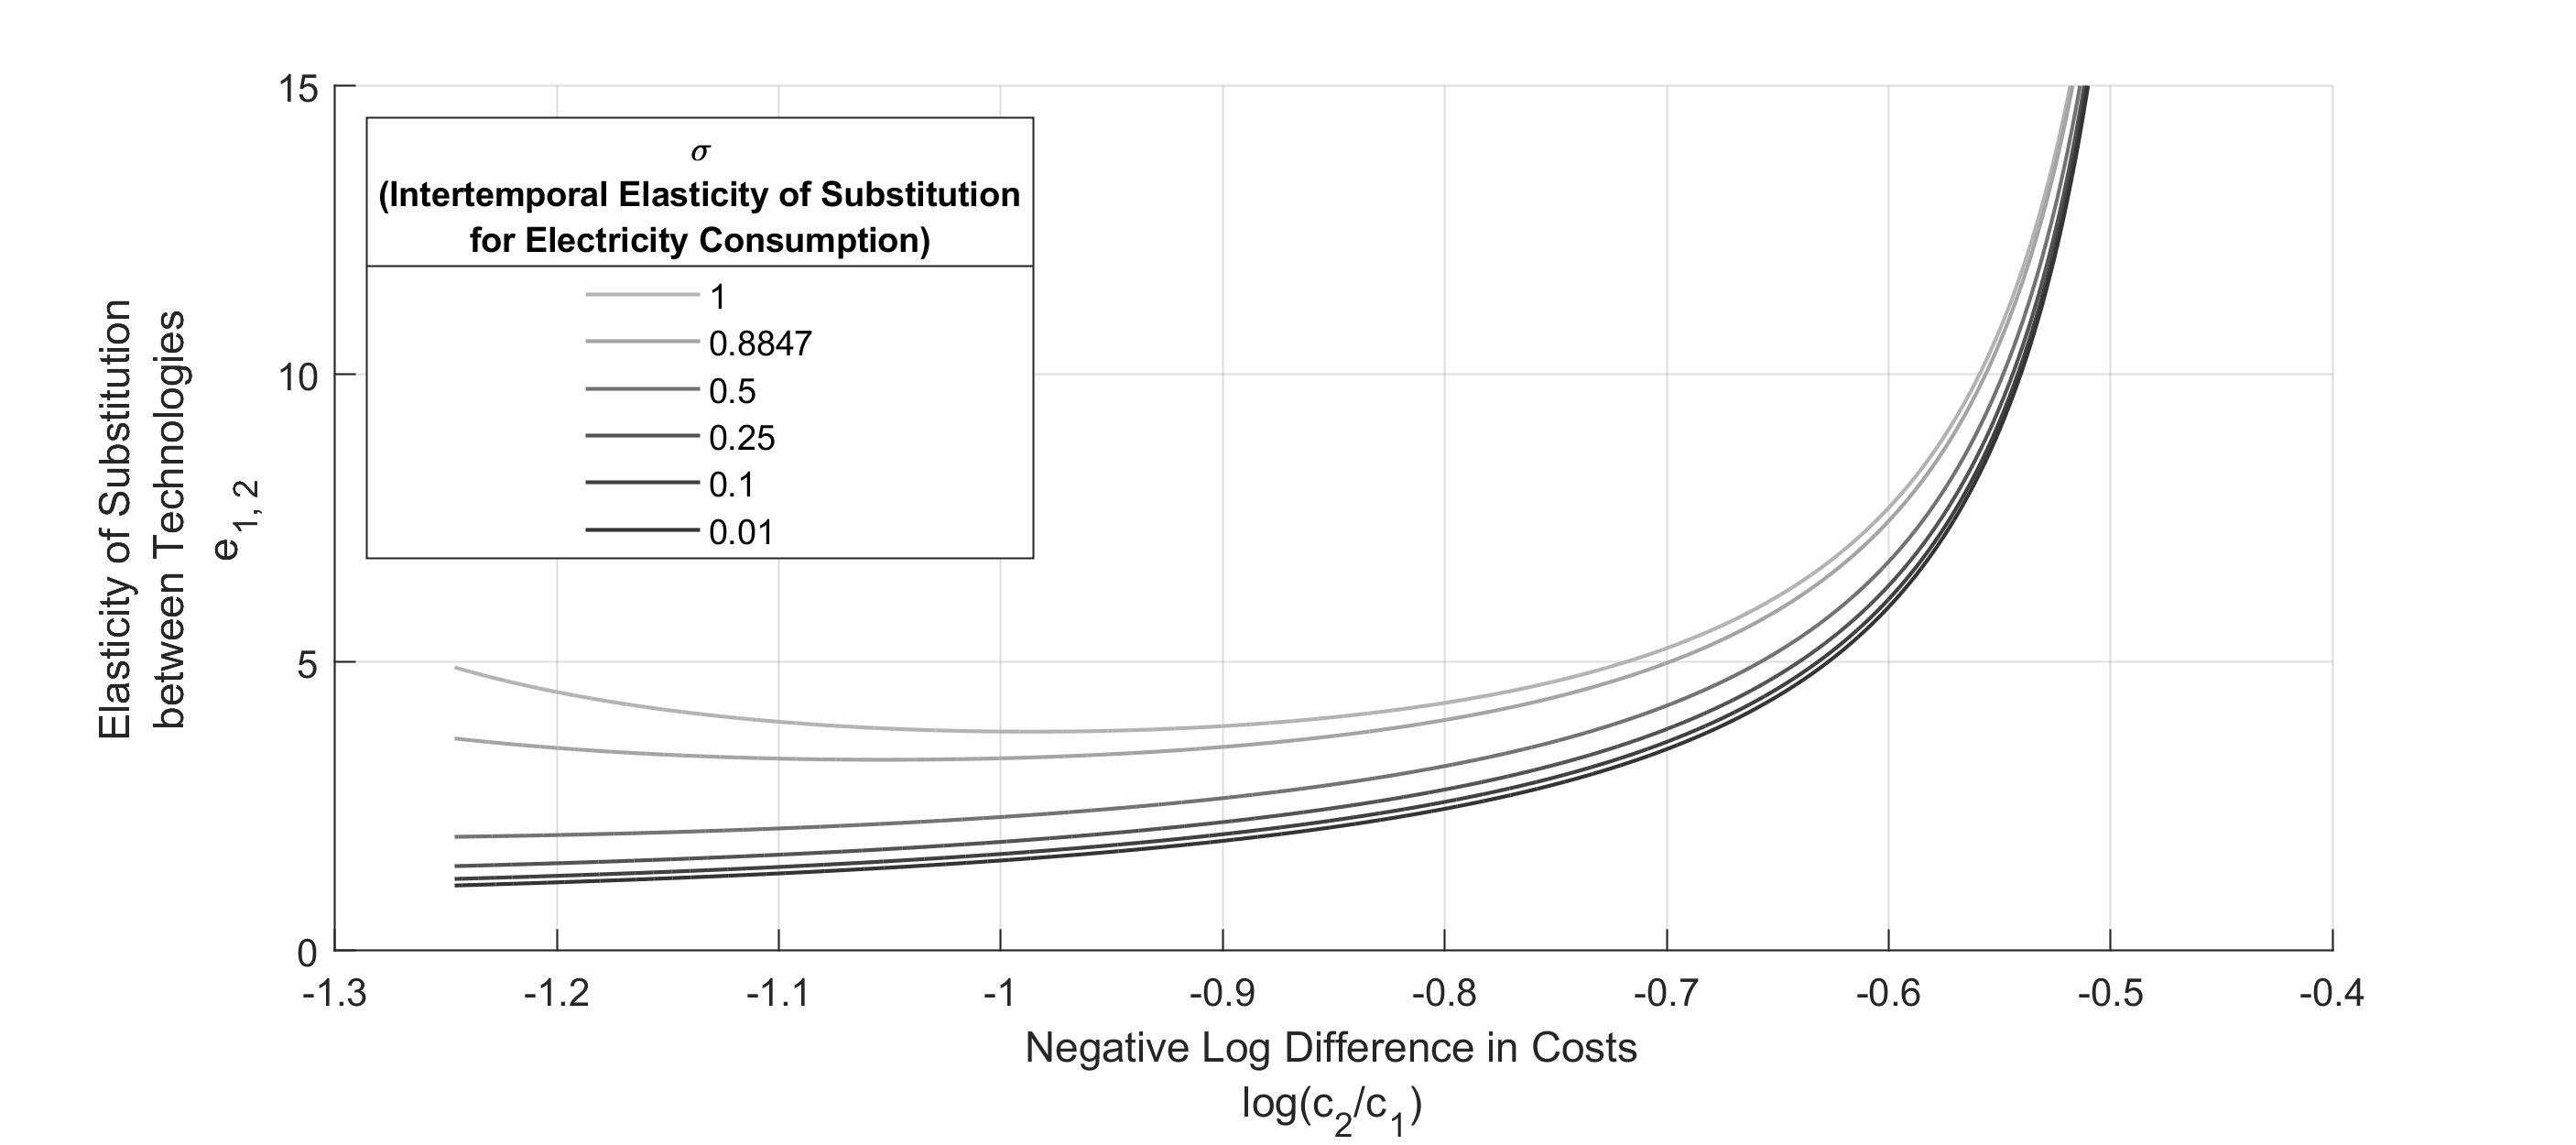 15
10
5
0
Elasticity of Substitution
between Technologies
e1, 2
σ
(Intertemporal Elasticity of Substitution
for Electricity Consumption)
1
0.8847
0.5
0.25
0.1
0.01
-1.3 -1.2 -1.1 -1 -0.9 -0.8 -0.7 -0.6 -0.5 -0.4
Negative Log Difference in Costs
log(c2/c1)